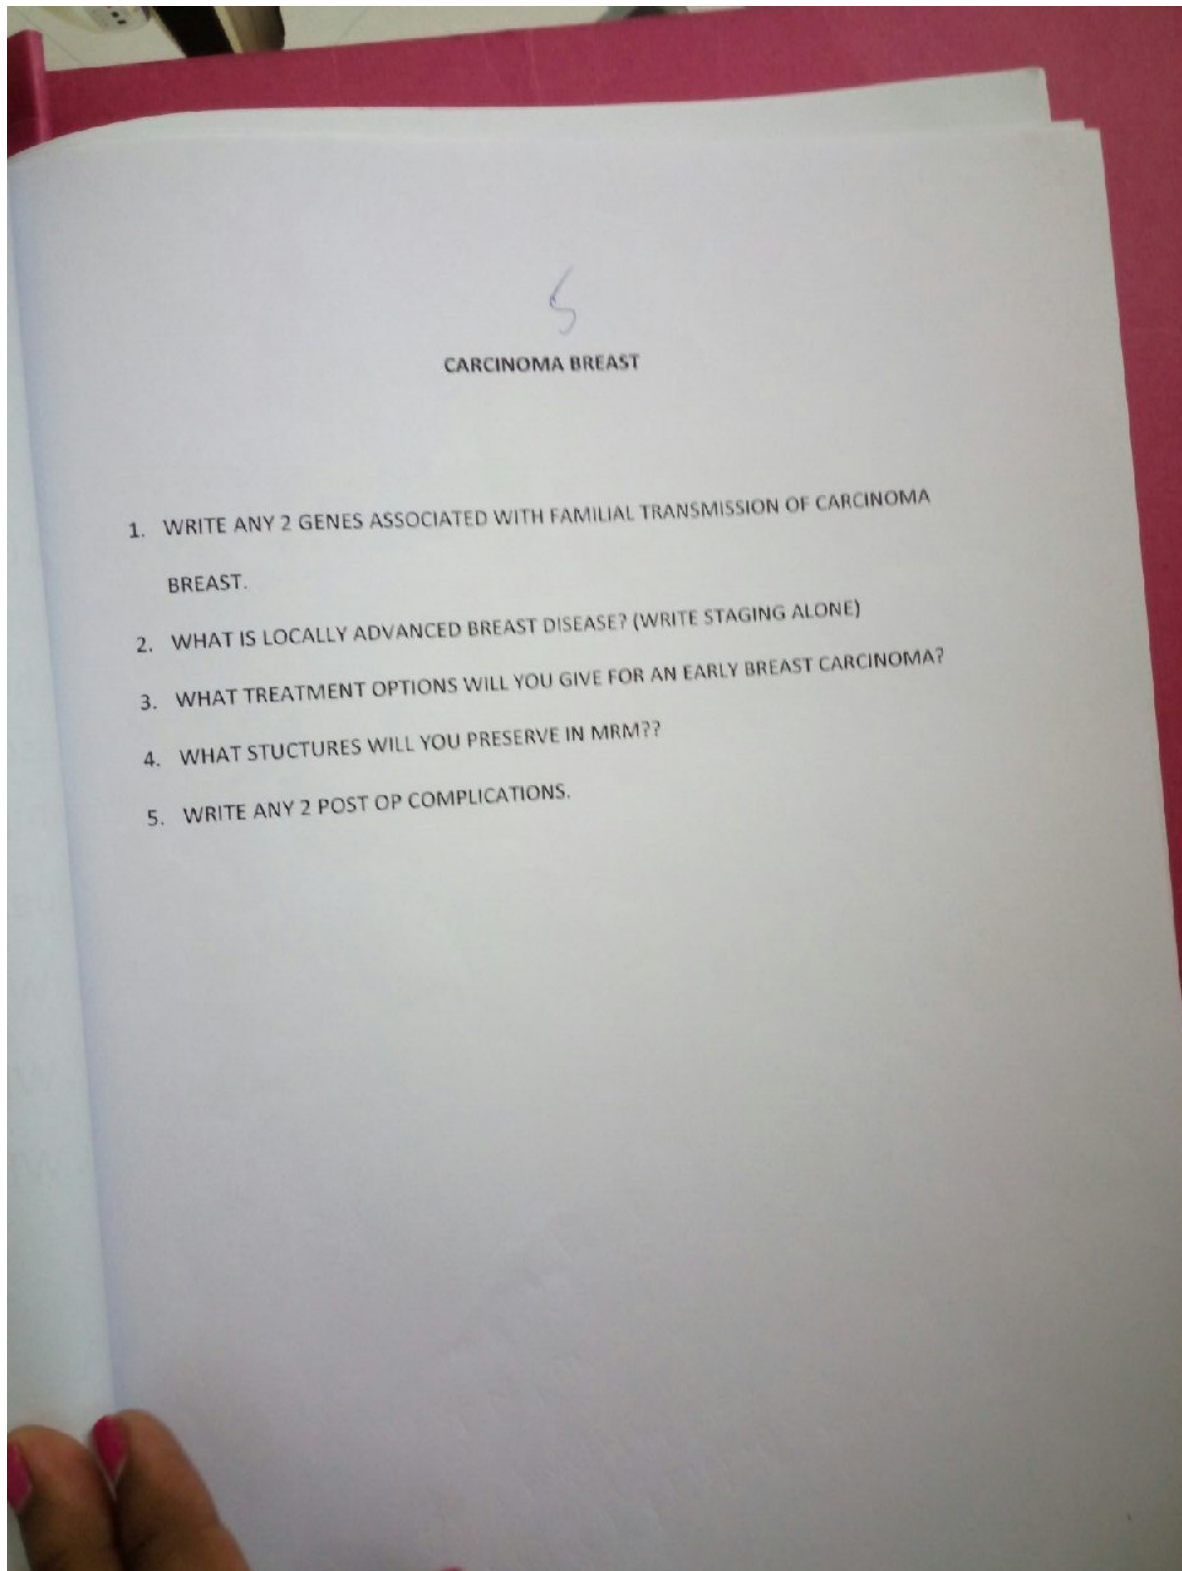 5
CARCINOMA BREAST
1. WRITE ANY 2 GENES ASSOCIATED WITH FAMILIAL TRANSMISSION OF CARCINOMA
BREAST.
2. WHAT IS LOCALLY ADVANCED BREAST DISEASE? (WRITE STAGING ALONE)
3. WHAT TREATMENT OPTIONS WILL YOU GIVE FOR AN EARLY BREAST CARCINOMA?
4. WHAT STUCTURES WILL YOU PRESERVE IN MRM??
5. WRITE ANY 2 POST OP COMPLICATIONS.